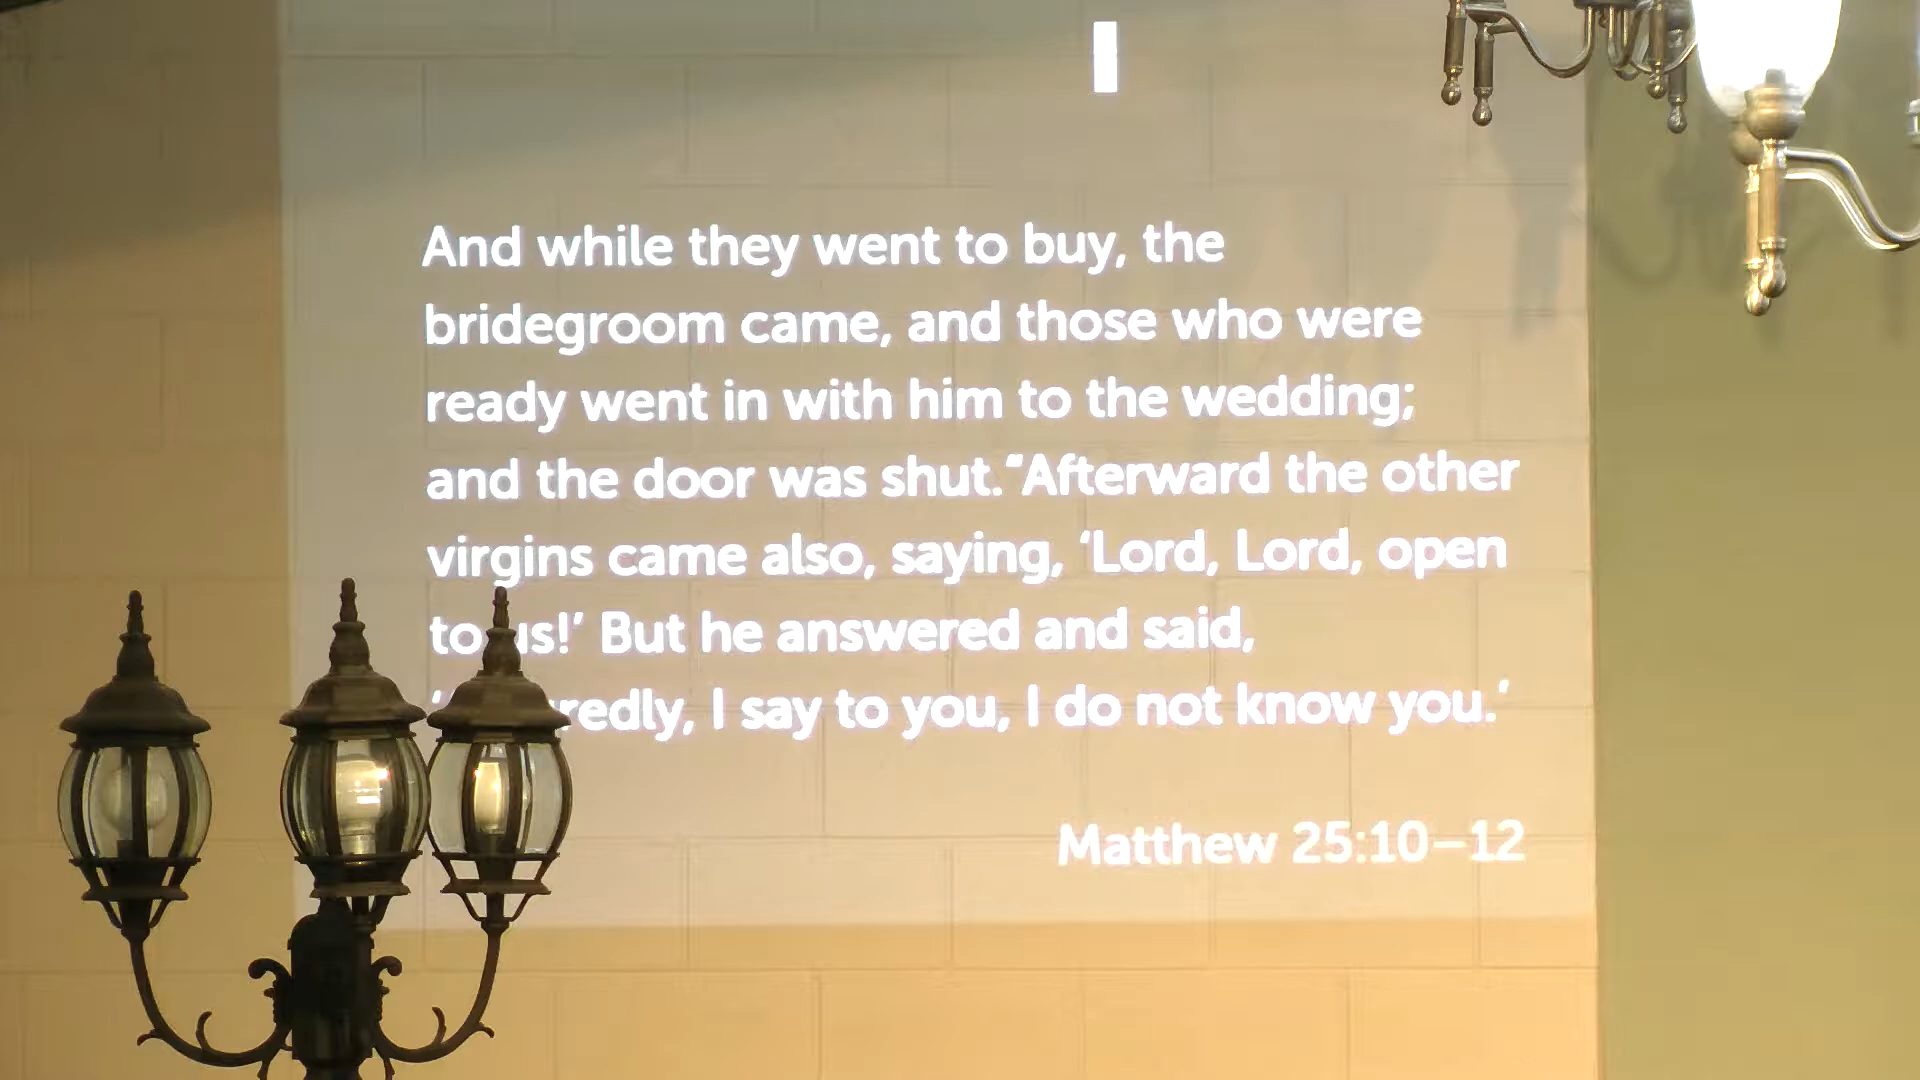 And while they went to buy, the
bridegroom came, and those who were
ready went in with him to the wedding;
and the door was shut.“Afterward the other
virgins came also, saying, ‘Lord, Lord, open
to us!’ But he answered and said,
I say to you, I do not know you.’
Matthew 25:10–12